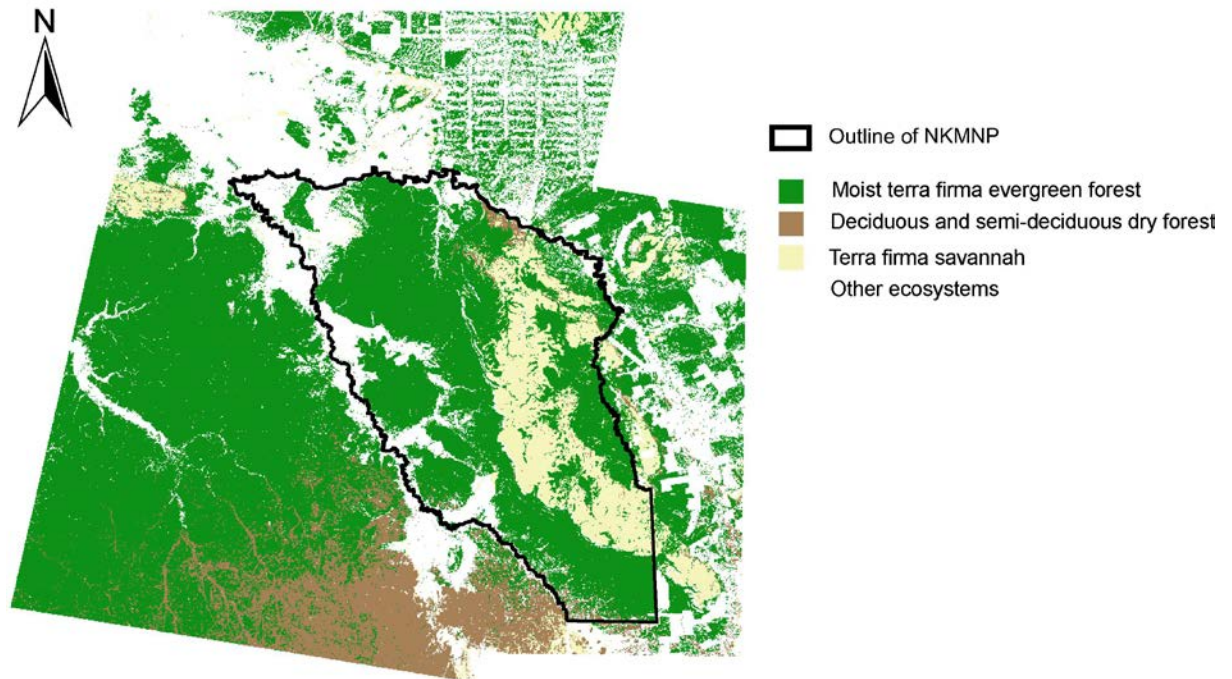 N
Outline of NKMNP
Moist terra firma evergreen forest
Deciduous and semi-deciduous dry forest
Terra firma savannah
Other ecosystems